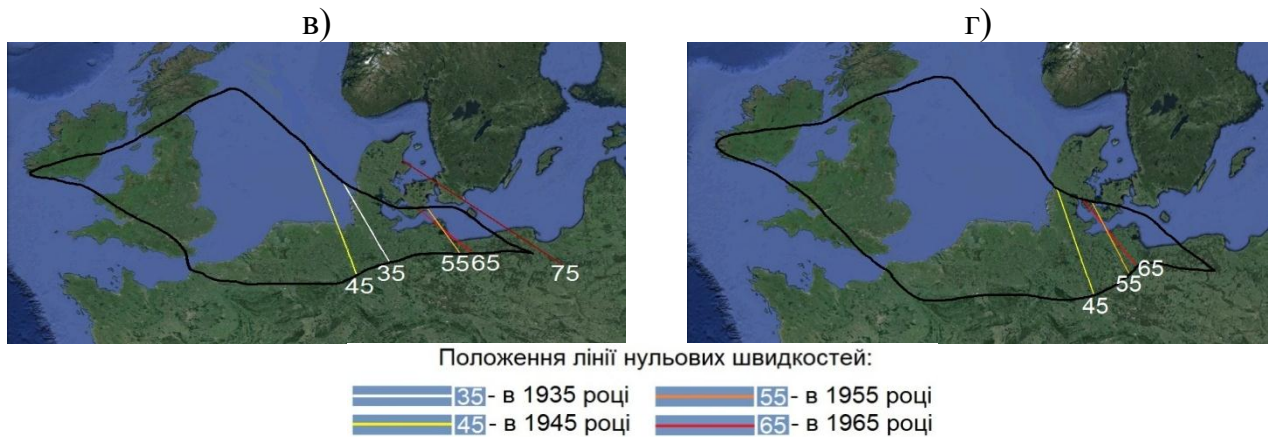 в) г)
45 35 55 65 75
45 55 65
Положення лінії нульових швидкостей:
35 - в 1935 році 55 - в 1955 році
45 - в 1945 році 65 - в 1965 році